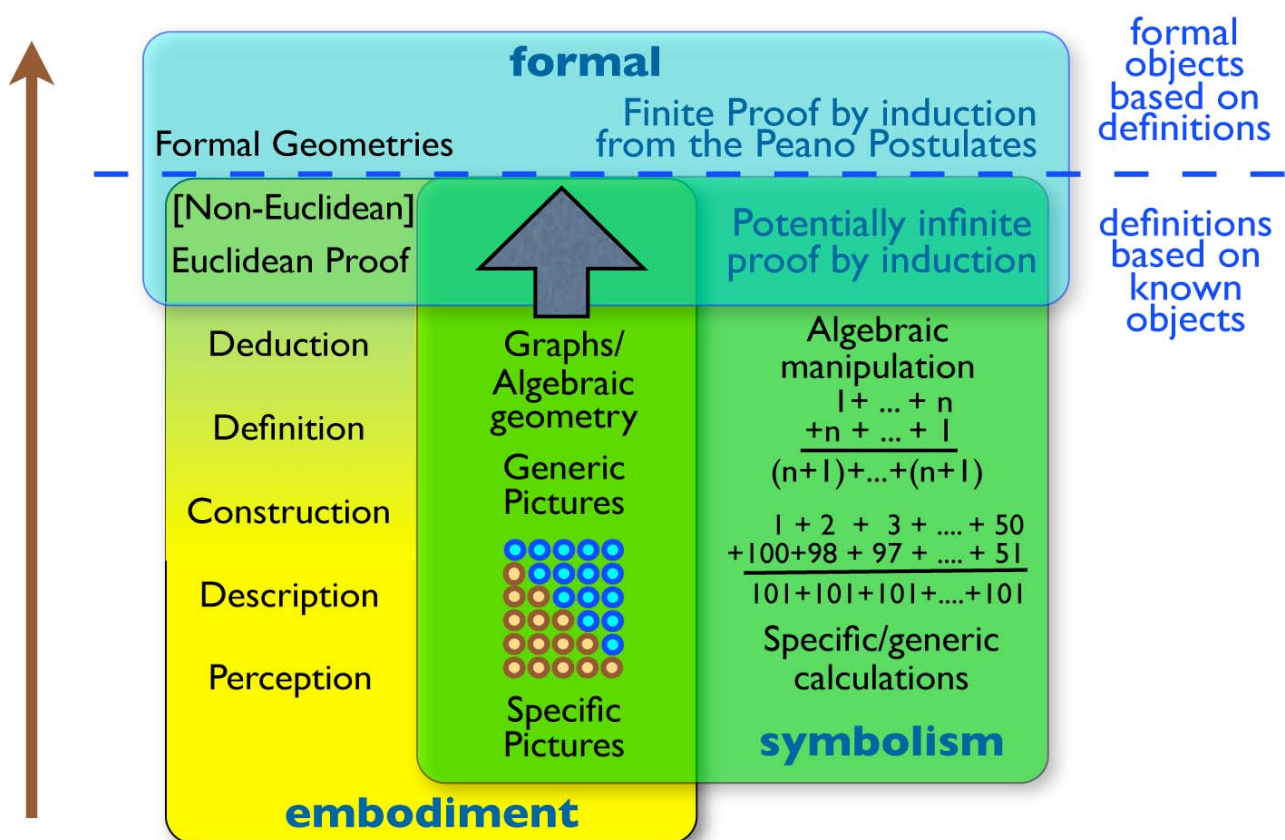 formal
Formal Geometries
Finite Proof by induction
from the Peano Postulates
formal
objects
based on
definitions
[Non-Euclidean]
Euclidean Proof
Potentially infinite
proof by induction
definitions
based on
known
objects
Deduction
Definition
Construction
Description
Perception
embodiment
Graphs/
Algebraic
geometry
Generic
Pictures
Specific
Pictures
Algebraic
manipulation
1+ ... + n
+n + ... + 1
(n+1)+...+(n+1)
1 + 2 + 3 + .... + 50
+100+98 + 97 + .... + 51
101+101+101+....+101
Specific/generic
calculations
symbolism